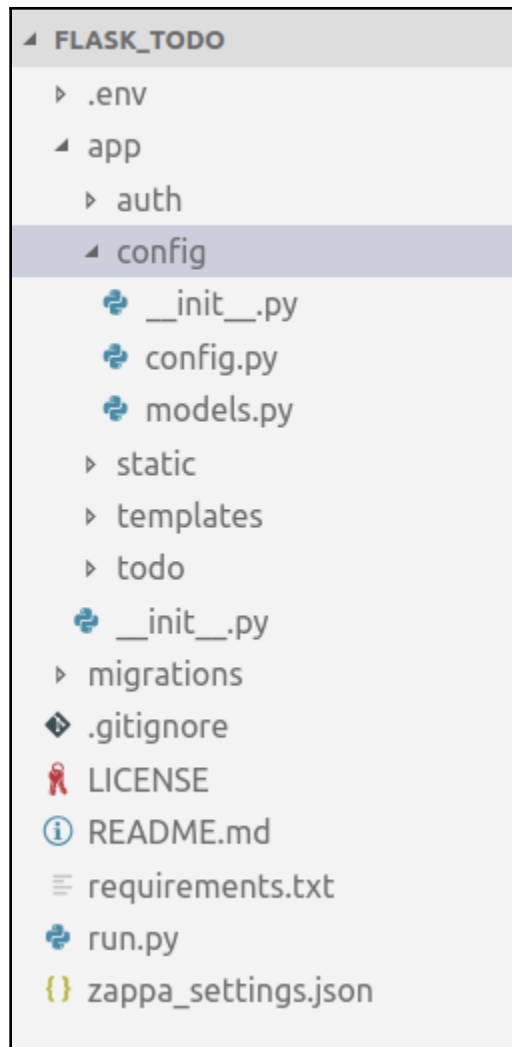 FLASK_TODO
.env
app
auth
config
__init__.py
config.py
models.py
static
templates
todo
__init__.py
migrations
.gitignore
LICENSE
README.md
requirements.txt
run.py
zappa_settings.json